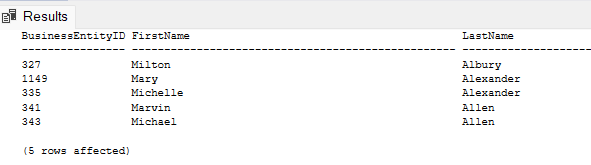 Results
BusinessEntityID FirstName LastName
---------------- -------------------------------------------------- --------------------
327 Milton Albury
1149 Mary Alexander
335 Michelle Alexander
341 Marvin Allen
343 Michael Allen
(5 rows affected)